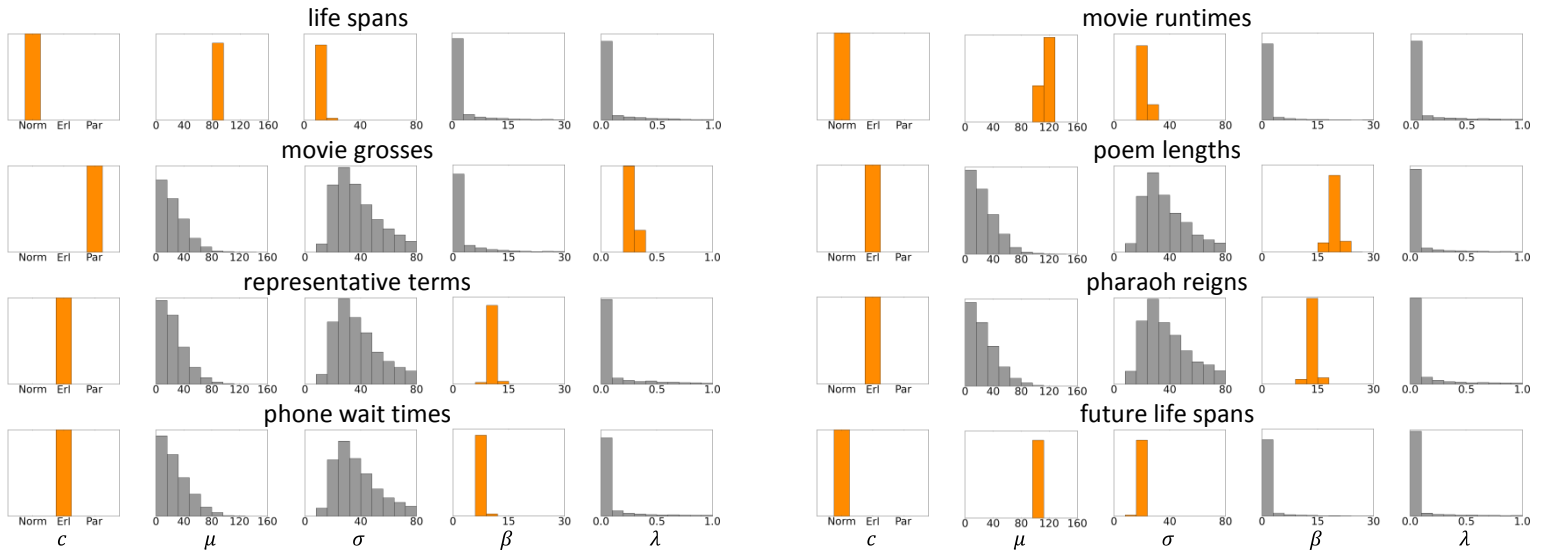 life spans movie runtimes
Norm Erl Par 0 40 80 120 160 0 40 80 0 15 30 0.0 0.5 1.0 Norm Erl Par 0 40 80 120 160 0 40 80 0 15 30 0.0 0.5 1.0
movie grosses poem lengths
Norm Erl Par 0 40 80 120 160 0 40 80 0 15 30 0.0 0.5 1.0 Norm Erl Par 0 40 80 120 160 0 40 80 0 15 30 0.0 0.5 1.0
representative terms pharaoh reigns
Norm Erl Par 0 40 80 120 160 0 40 80 0 15 30 0.0 0.5 1.0 Norm Erl Par 0 40 80 120 160 0 40 80 0 15 30 0.0 0.5 1.0
phone wait times future life spans
Norm Erl Par 0 40 80 120 160 0 40 80 0 15 30 0.0 0.5 1.0 Norm Erl Par 0 40 80 120 160 0 40 80 0 15 30 0.0 0.5 1.0
c μ σ β λ c μ σ β λ